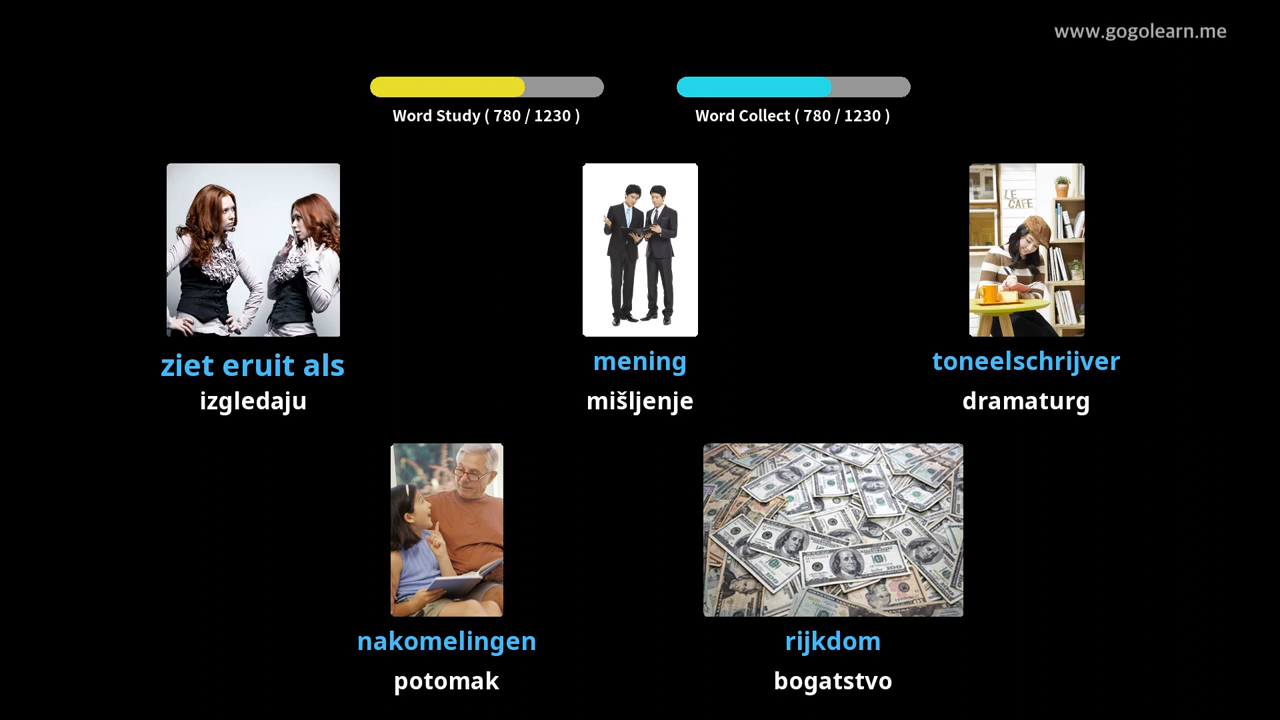 www.gogolearn.me
Word Study ( 780 / 1230 )
Word Collect ( 780 / 1230 )
LE
CAFE
ziet eruit als
izgledaju
mening
mišljenje
toneelschrijver
dramaturg
nakomelingen
potomak
rijkdom
bogatstvo